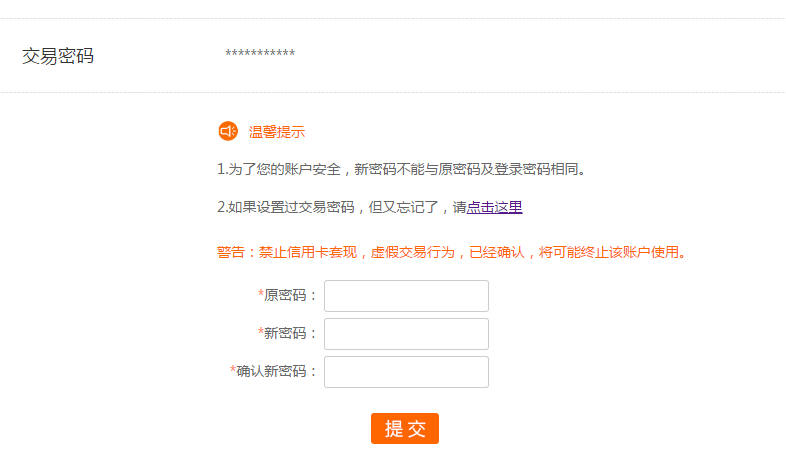 交易密码 ***********
温馨提示
1.为了您的账户安全，新密码不能与原密码及登录密码相同。
2.如果设置过交易密码，但又忘记了，请点击这里
警告：禁止信用卡套现，虚假交易行为，已经确认，将可能终止该账户使用。
*原密码：
*新密码：
*确认新密码：
提 交